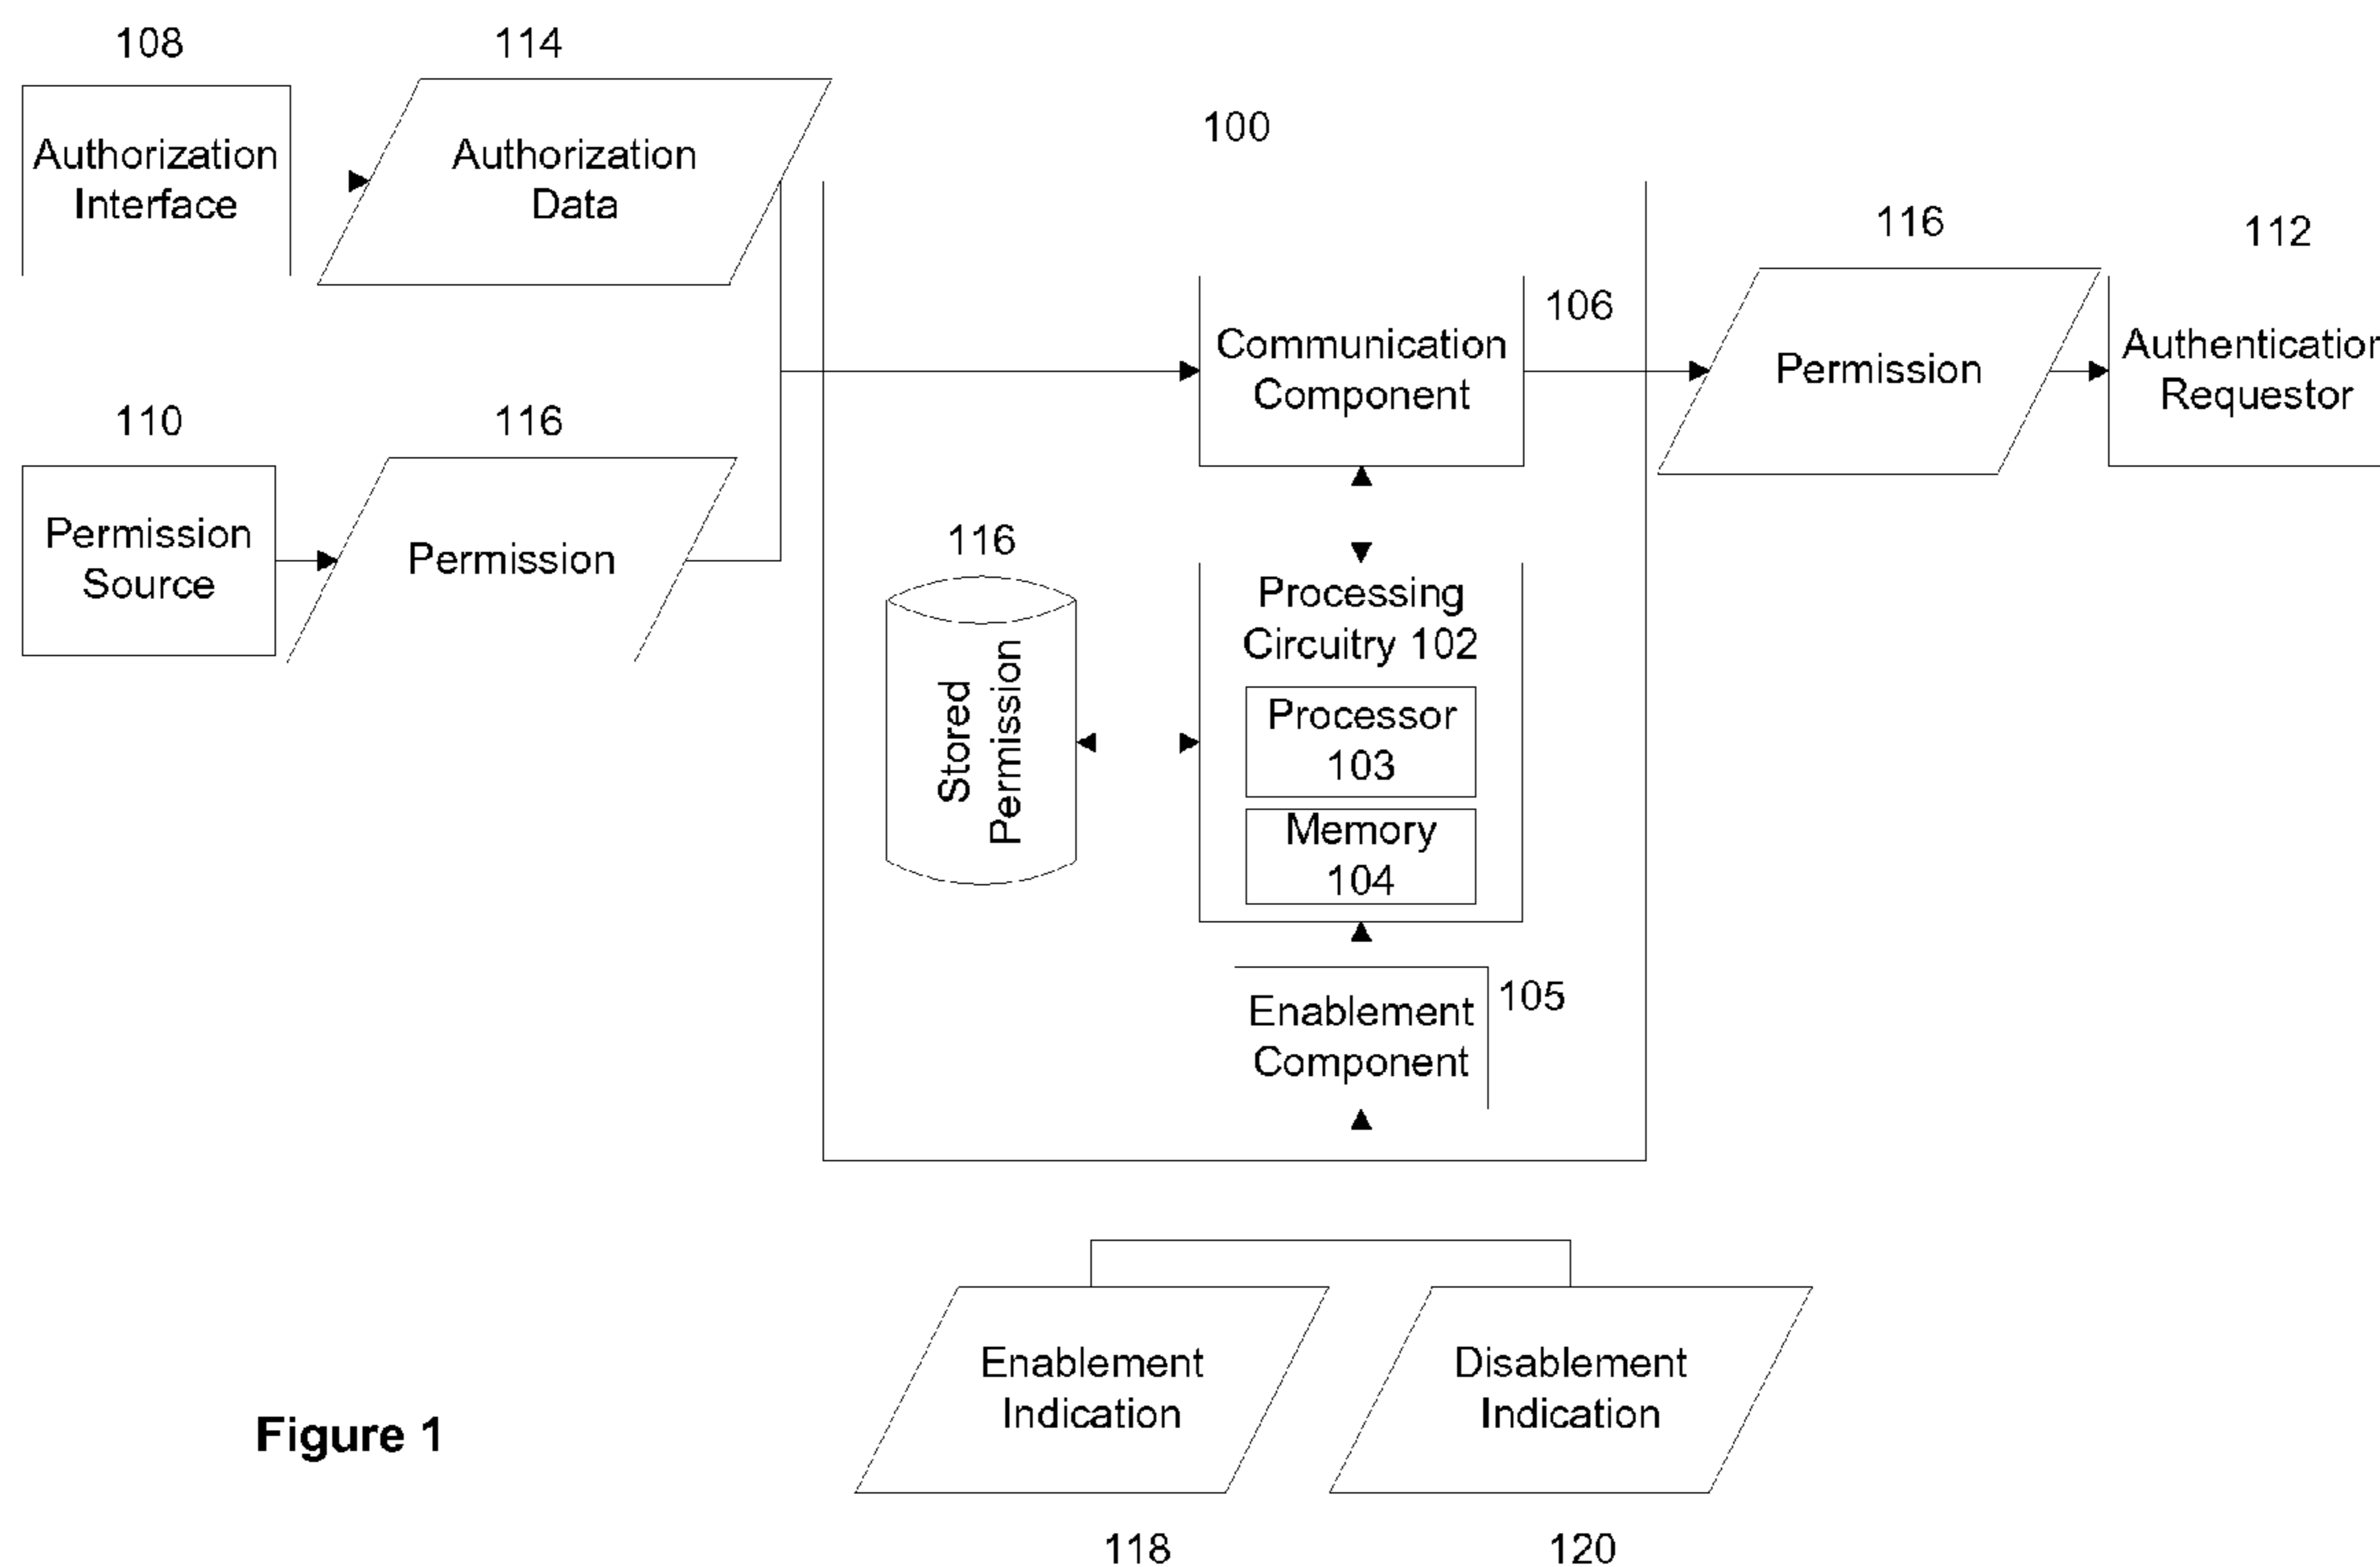 108
Authorization
Interface
114
Authorization
Data
110
Permission
Source
116
Permission
100
Communication
Component
106
116
Permission
112
Authentication
Requestor
116
Stored
Permission
Processing
Circuitry 102
Processor
103
Memory
104
Enablement
Component
105
Enablement
Indication
118
Disablement
Indication
120
Figure 1